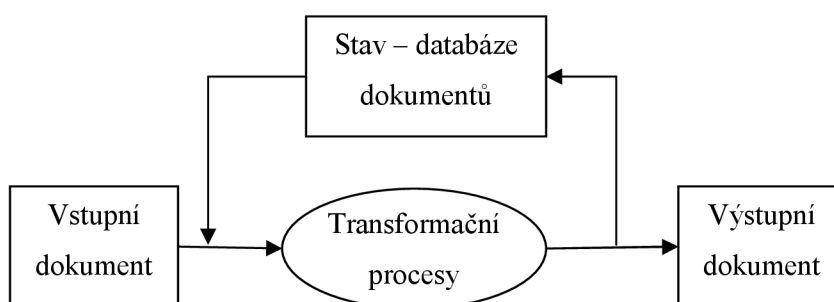 Stav – databáze
dokumentů
Vstupní
dokument
Transformační
procesy
Výstupní
dokument